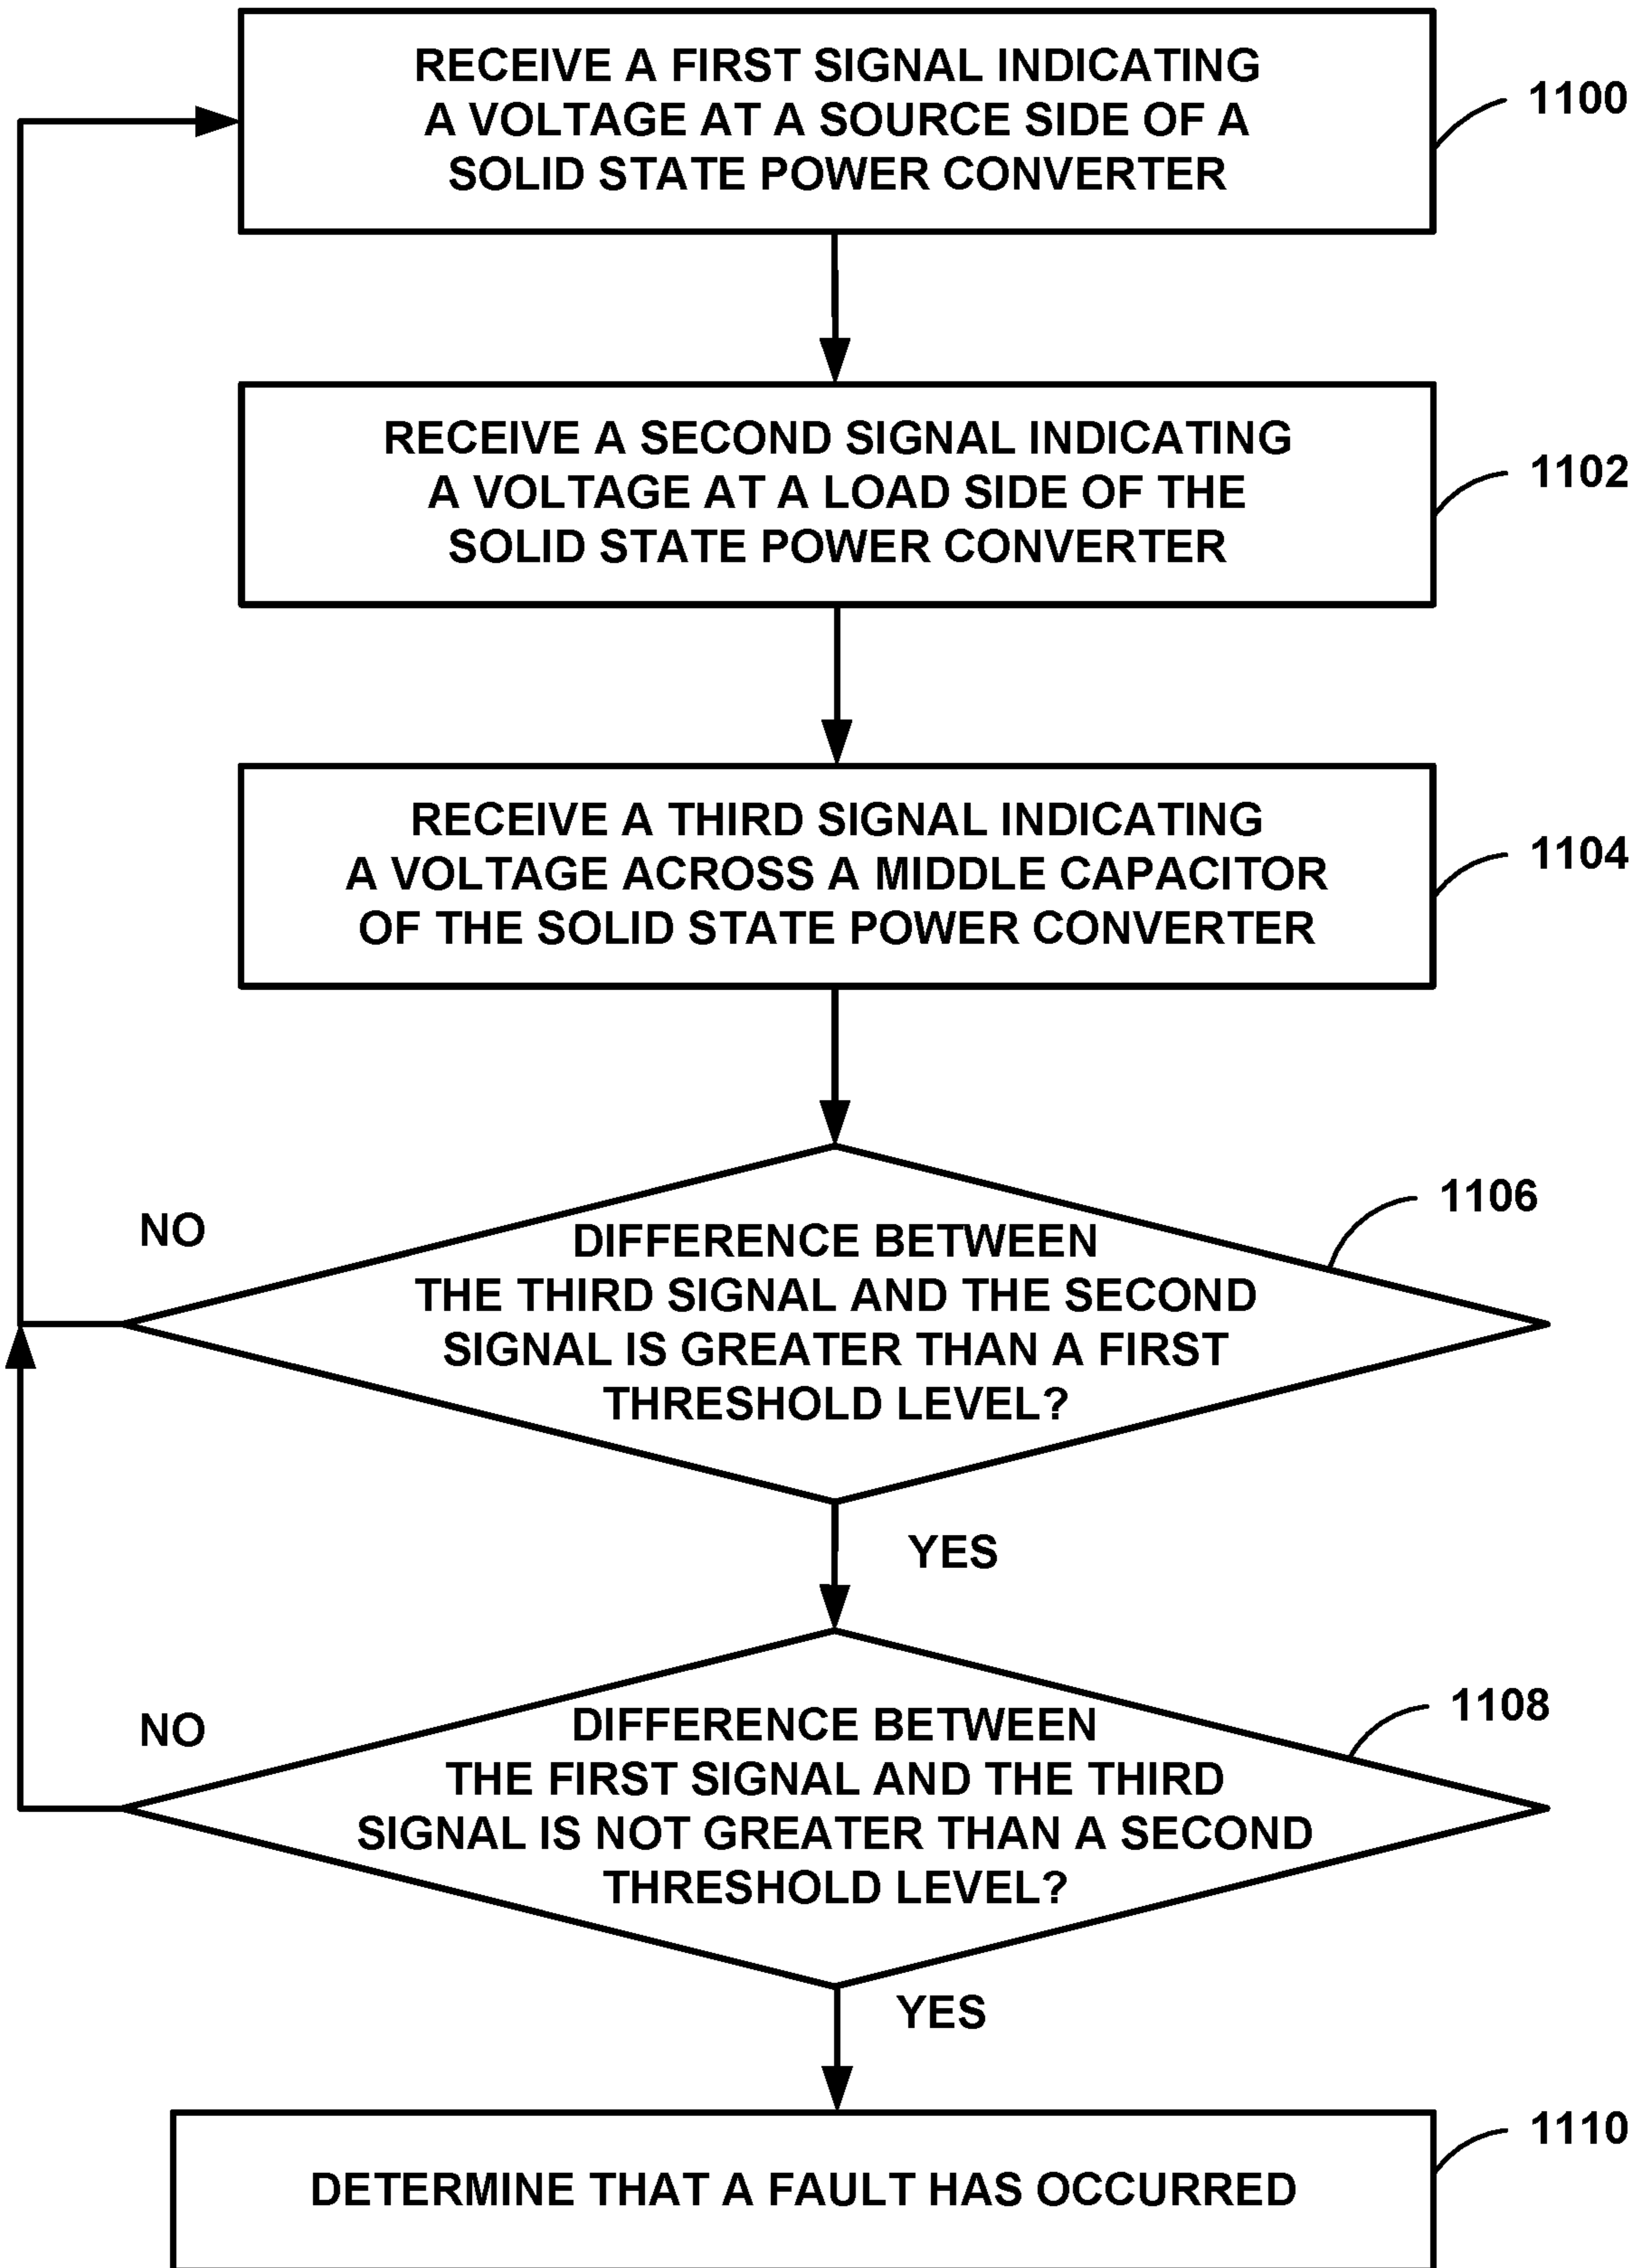 RECEIVE A FIRST SIGNAL INDICATING
A VOLTAGE AT A SOURCE SIDE OF A
SOLID STATE POWER CONVERTER
1100
RECEIVE A SECOND SIGNAL INDICATING
A VOLTAGE AT A LOAD SIDE OF THE
SOLID STATE POWER CONVERTER
1102
RECEIVE A THIRD SIGNAL INDICATING
A VOLTAGE ACROSS A MIDDLE CAPACITOR
OF THE SOLID STATE POWER CONVERTER
1104
NO
DIFFERENCE BETWEEN
THE THIRD SIGNAL AND THE SECOND
SIGNAL IS GREATER THAN A FIRST
THRESHOLD LEVEL?
1106
YES
NO
DIFFERENCE BETWEEN
THE FIRST SIGNAL AND THE THIRD
SIGNAL IS NOT GREATER THAN A SECOND
THRESHOLD LEVEL?
1108
YES
DETERMINE THAT A FAULT HAS OCCURRED
1110